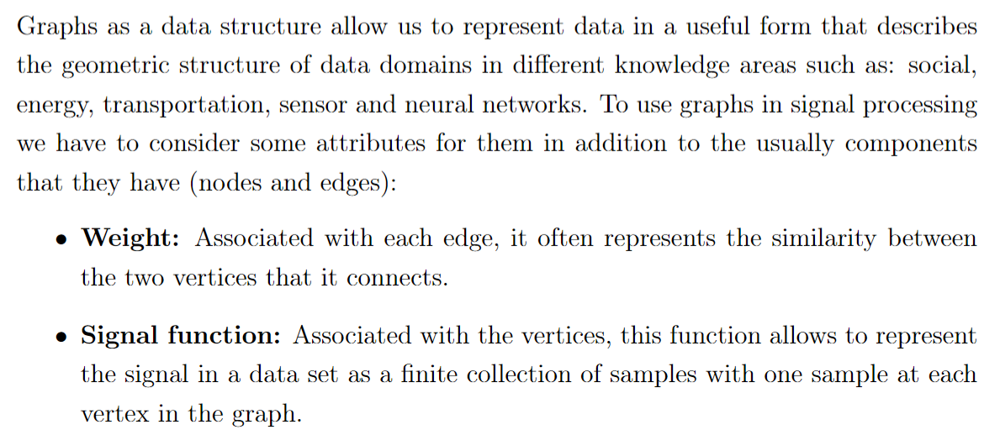 Graphs as a data structure allow us to represent data in a useful form that describes
the geometric structure of data domains in different knowledge areas such as: social,
energy, transportation, sensor and neural networks. To use graphs in signal processing
we have to consider some attributes for them in addition to the usually components
that they have (nodes and edges):
• Weight: Associated with each edge, it often represents the similarity between
the two vertices that it connects.
• Signal function: Associated with the vertices, this function allows to represent
the signal in a data set as a finite collection of samples with one sample at each
vertex in the graph.